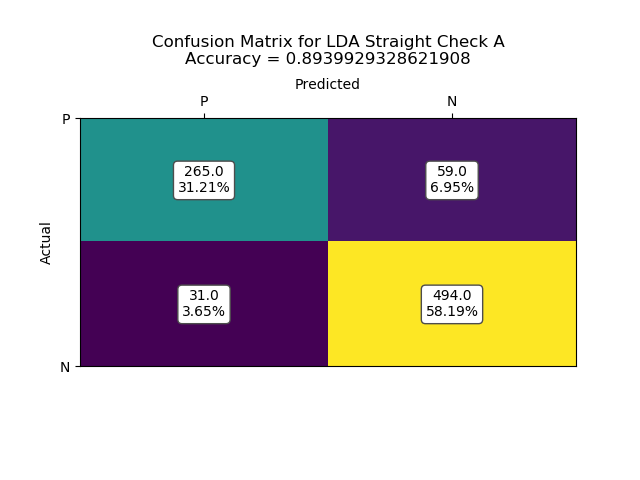 Confusion Matrix for LDA Straight Check A
Accuracy = 0.8939929328621908
Predicted
P N
P
265.0 59.0
31.21% 6.95%
Actual
31.0 494.0
3.65% 58.19%
N